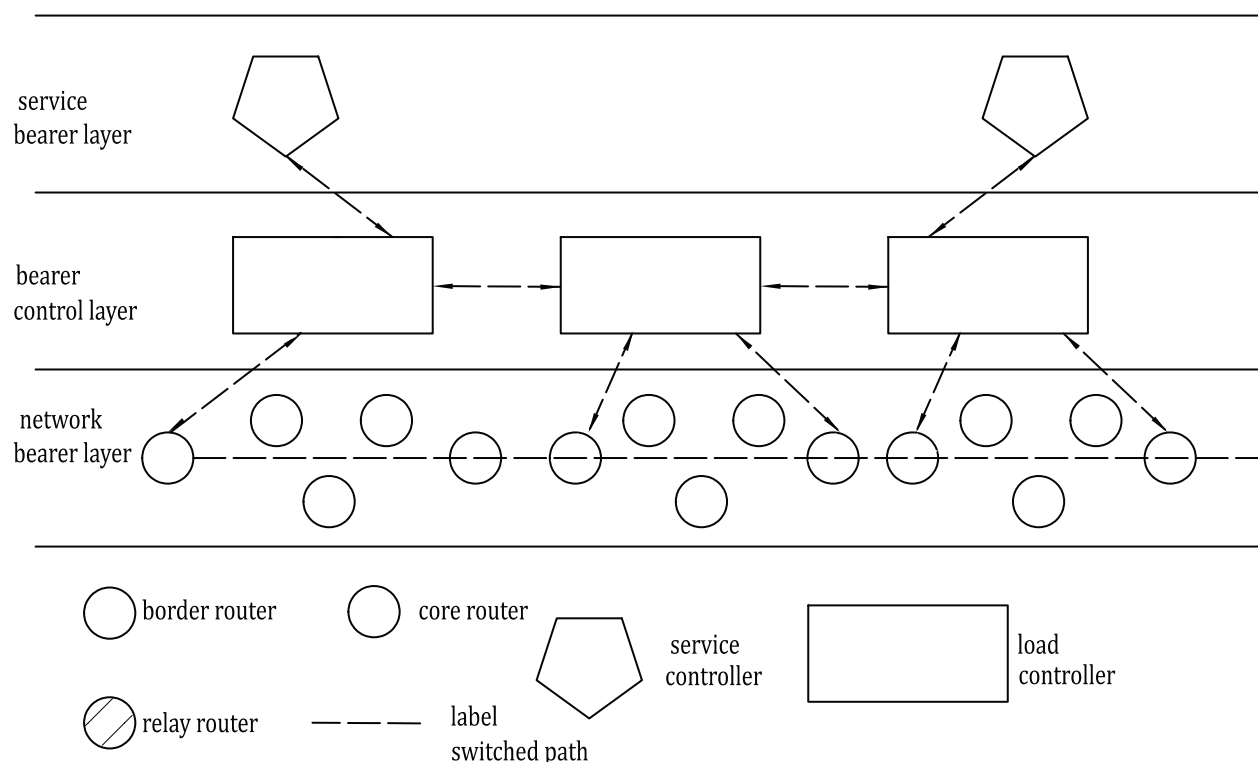 service
bearer layer
bearer
control layer
network
bearer layer
border router
core router
service
controller
load
controller
relay router
label
switched path